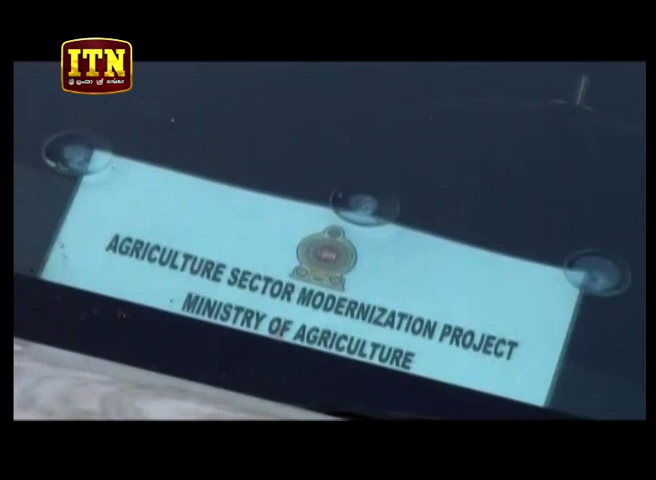 ITN
AGRICULTURE SECTOR MODERNIZATION PROJECT
MINISTRY OF AGRICULTURE